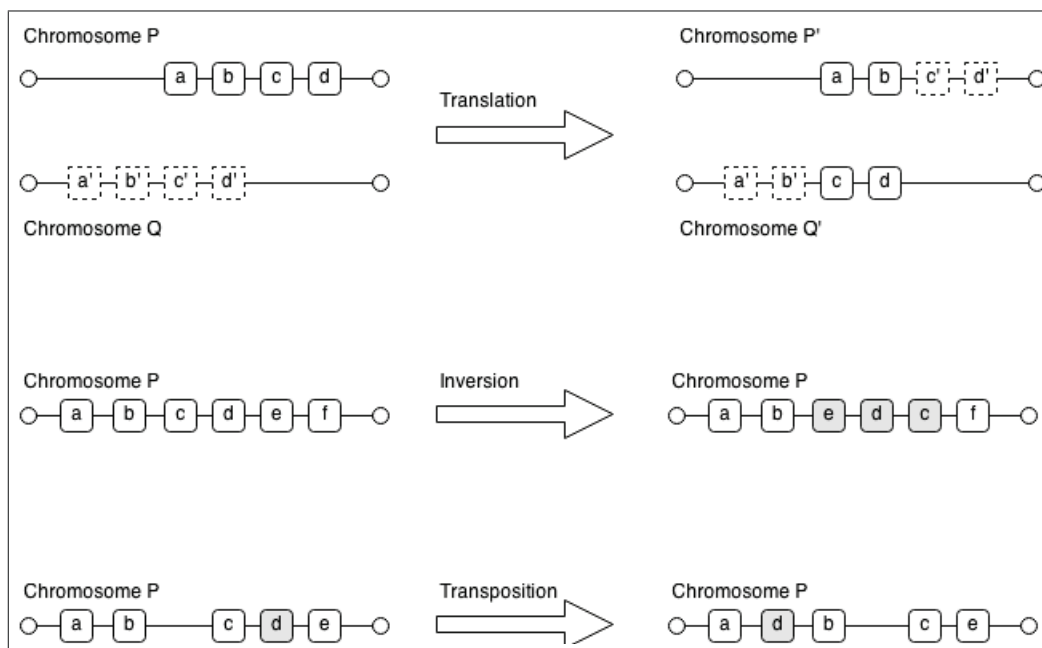 Chromosome P
Chromosome P'
a b c d
a b c' d'
Translation
a' b' c' d'
a' b' c d
Chromosome Q
Chromosome Q'
Chromosome P
Inversion
Chromosome P
a b c d e f
a b e d c f
Chromosome P
Transposition
Chromosome P
a b c d e
a d b c e